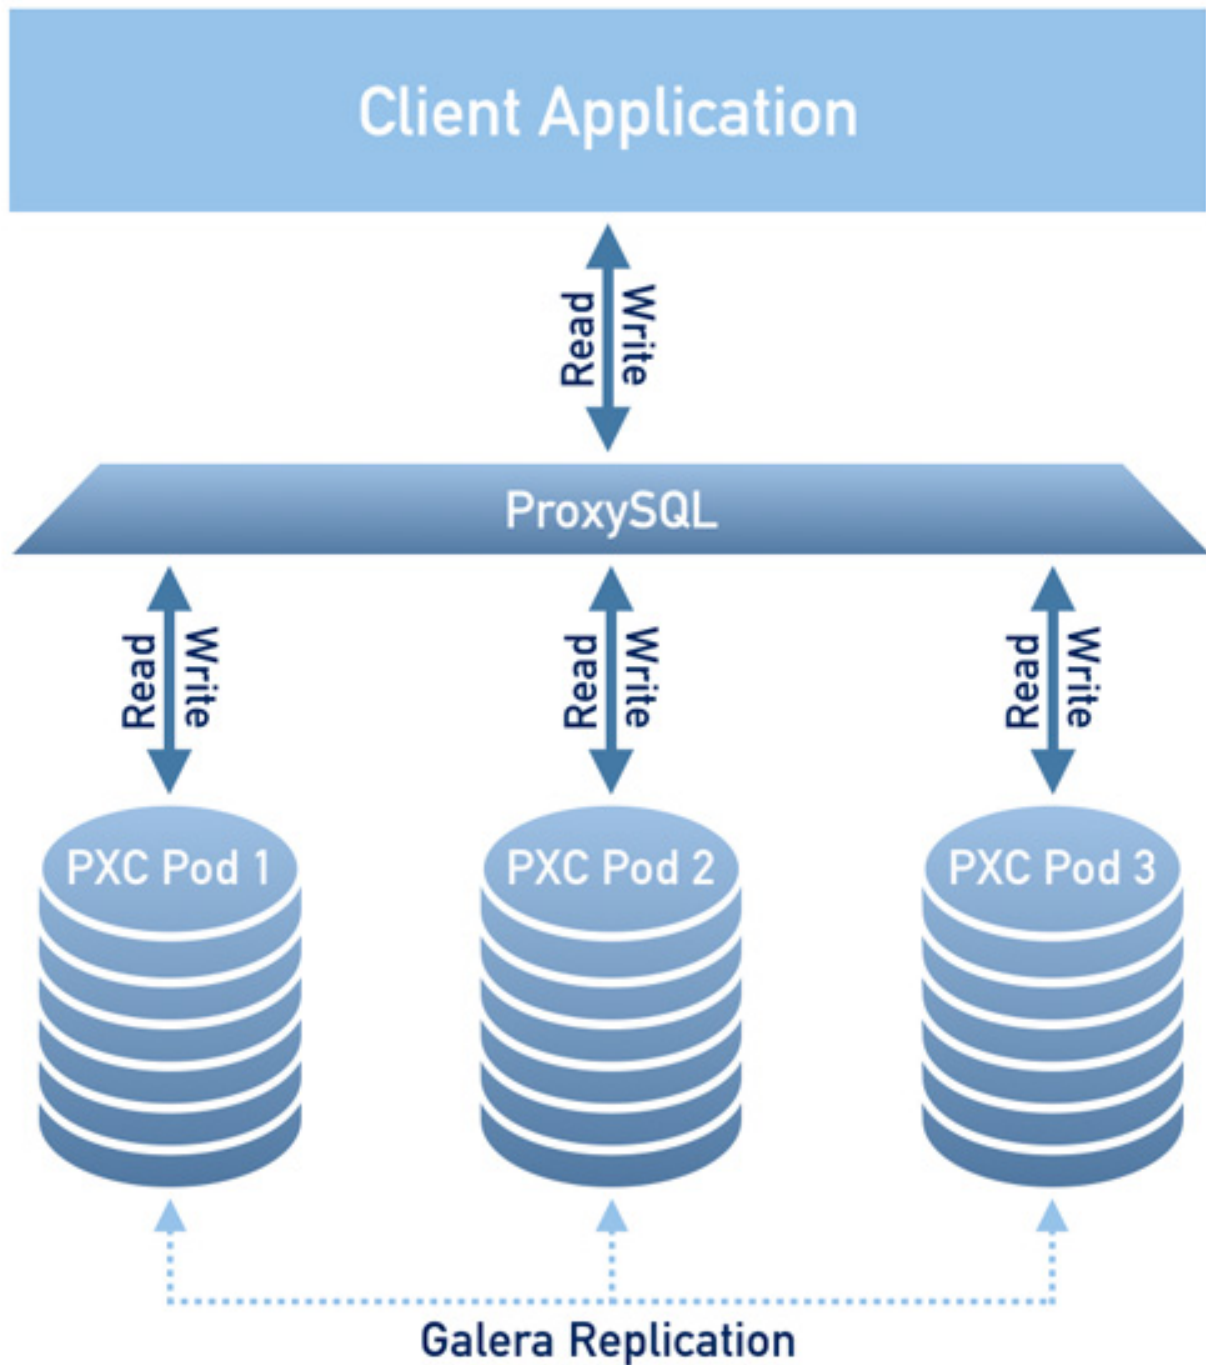 Client Application
Read
Write
ProxySQL
Read
Write
Read
Write
Read
Write
PXC Pod 1
PXC Pod 2
PXC Pod 3
Galera Replication